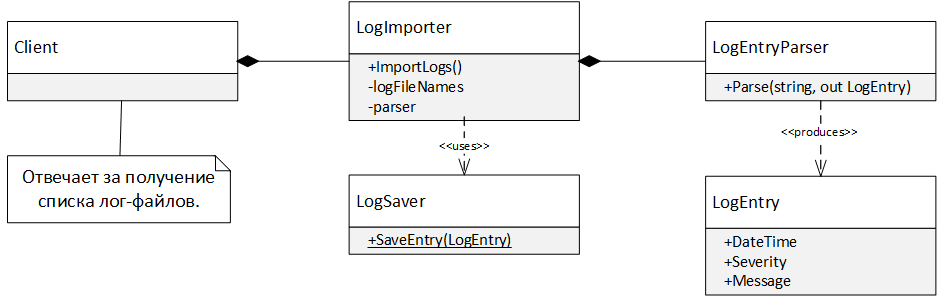 Client
Отвечает за получение
списка лог-файлов.
LogImporter
+ImportLogs()
-logFileNames
-parser
<<uses>>
LogSaver
+SaveEntry(LogEntry)
LogEntryParser
+Parse(string, out LogEntry)
<<produces>>
LogEntry
+DateTime
+Severity
+Message